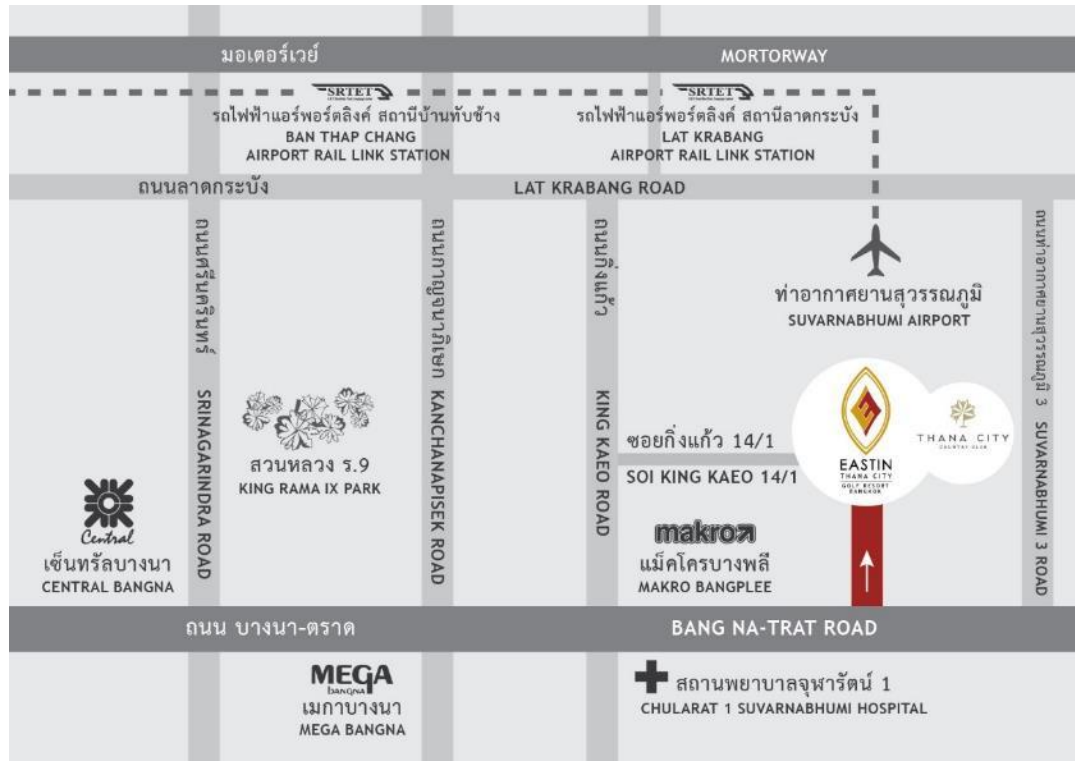 มอเตอร์เวย์
MORTORWAY
SRTET
รถไฟฟ้าแอร์พอร์ตลิงค์ สถานีบ้านทับช้าง
BAN THAP CHANG
AIRPORT RAIL LINK STATION
SRTET
รถไฟฟ้าแอร์พอร์ตลิงค์ สถานีลาดกระบัง
LAT KRABANG
AIRPORT RAIL LINK STATION
ถนนลาดกระบัง
LAT KRABANG ROAD
ถนนศรีนครินทร์ SRINAGARINDRA ROAD
ถนนกาญจนาภิเษก KANCHANAPISEK ROAD
ถนนกิ่งแก้ว KING KAEO ROAD
ท่าอากาศยานสุวรรณภูมิ
SUVARNABHUMI AIRPORT
ถนนท่าอากาศยานสุวรรณภูมิ 3 SUVARNABHUMI 3 ROAD
สวนหลวง ร.9
KING RAMA IX PARK
ซอยกิ่งแก้ว 14/1
SOI KING KAEO 14/1
EASTIN
THANA CITY
GOLF RESORT
BANGKOK
THANA CITY
COUNTRY CLUB
Central
เซ็นทรัลบางนา
CENTRAL BANGNA
makro
แม็คโครบางพลี
MAKRO BANGPLEE
ถนน บางนา-ตราด
BANG NA-TRAT ROAD
MEGA
BANGNA
เมกาบางนา
MEGA BANGNA
สถานพยาบาลจุฬารัตน์ 1
CHULARAT 1 SUVARNABHUMI HOSPITAL